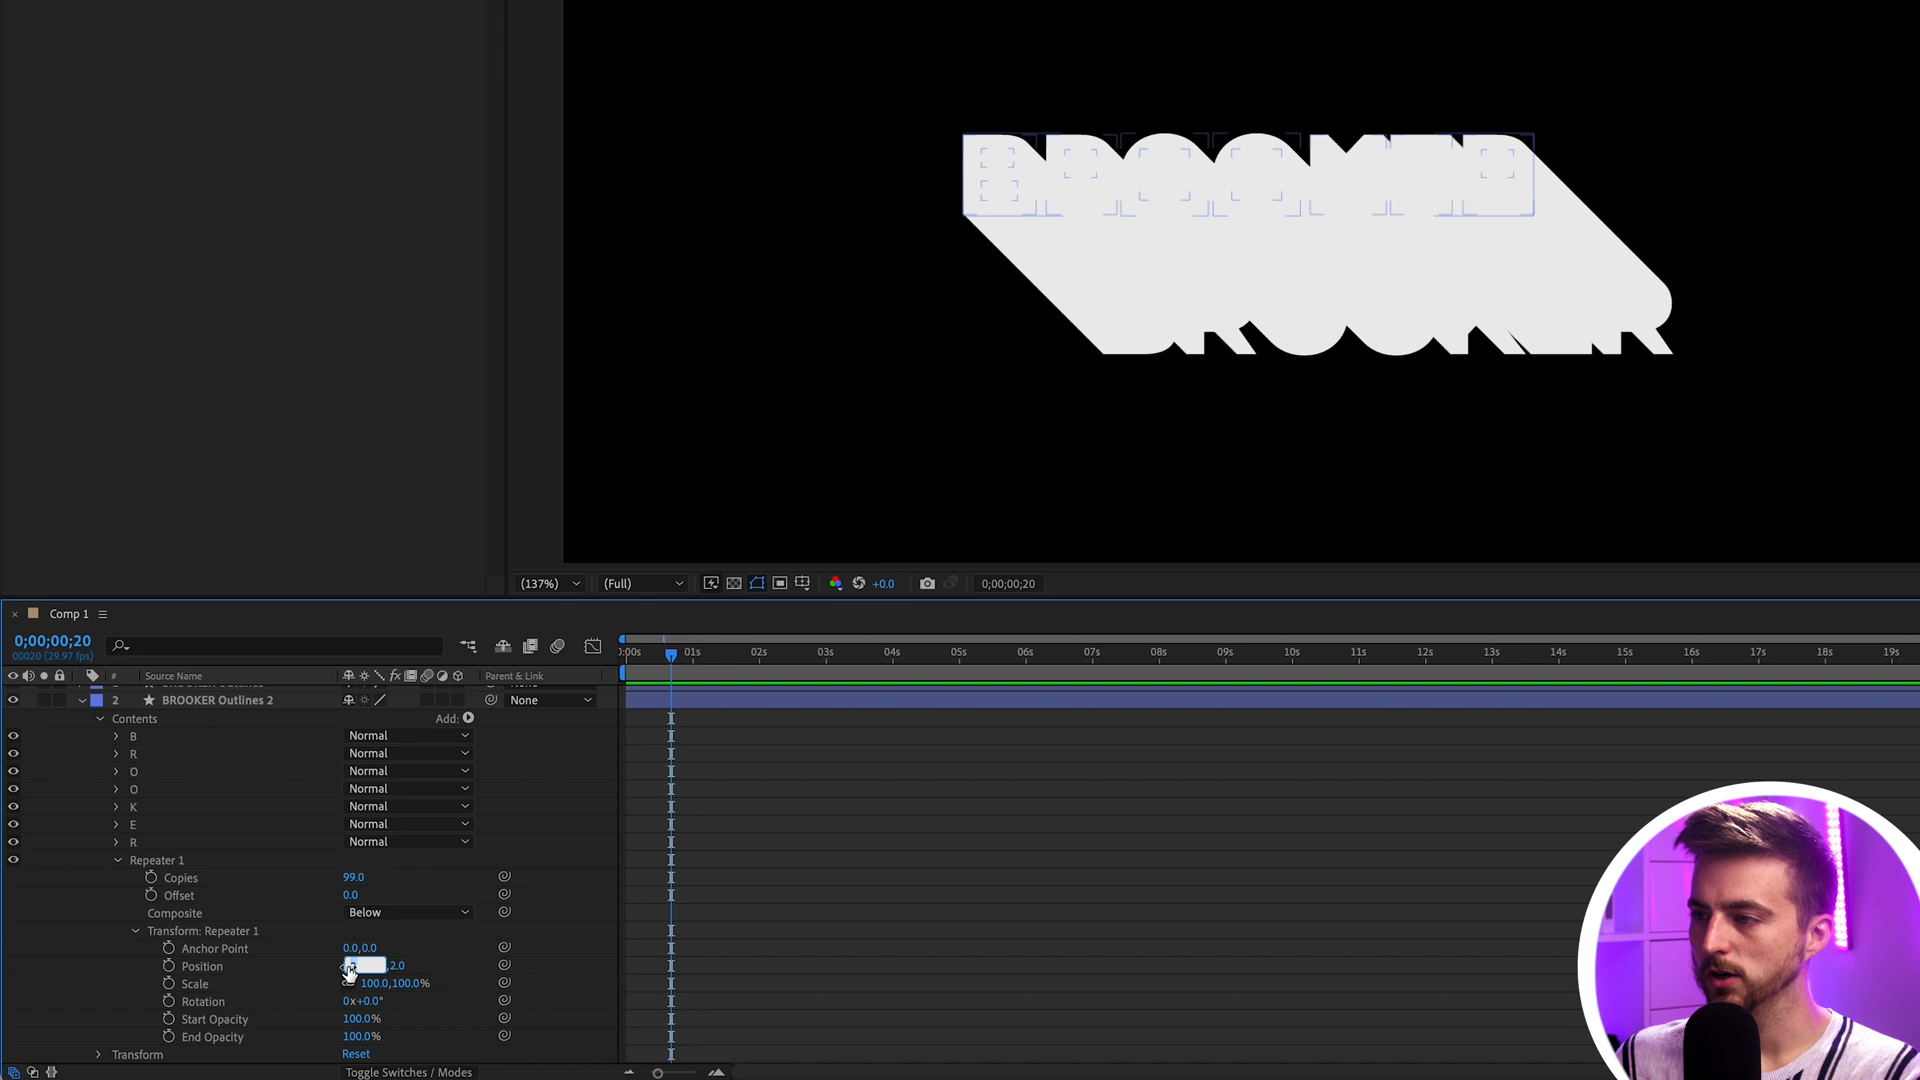 BROOKER
(137%) (Full) +0.0 0;00;00;20
× Comp 1
0;00;00;20
00020 (29.97 fps)
:00s 01s 02s 03s 04s 05s 06s 07s 08s 09s 10s 11s 12s 13s 14s 15s 16s 17s 18s 19s
# Source Name fx Parent & Link
2 BROOKER Outlines 2 None
Contents Add:
B Normal
R Normal
O Normal
O Normal
K Normal
E Normal
R Normal
Repeater 1
Copies 99.0
Offset 0.0
Composite Below
Transform: Repeater 1
Anchor Point 0.0,0.0
Position ,2.0
Scale 100.0,100.0%
Rotation 0x+0.0°
Start Opacity 100.0%
End Opacity 100.0%
Transform Reset
Toggle Switches / Modes